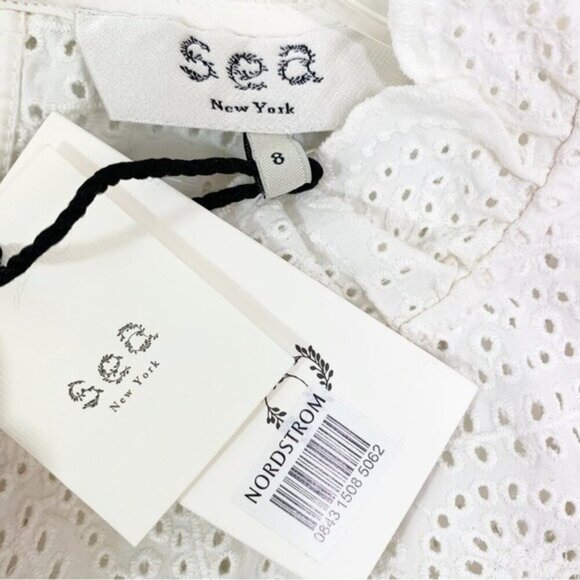 sea
New York
8
sea
New York
NORDSTROM
0843 1508 5062